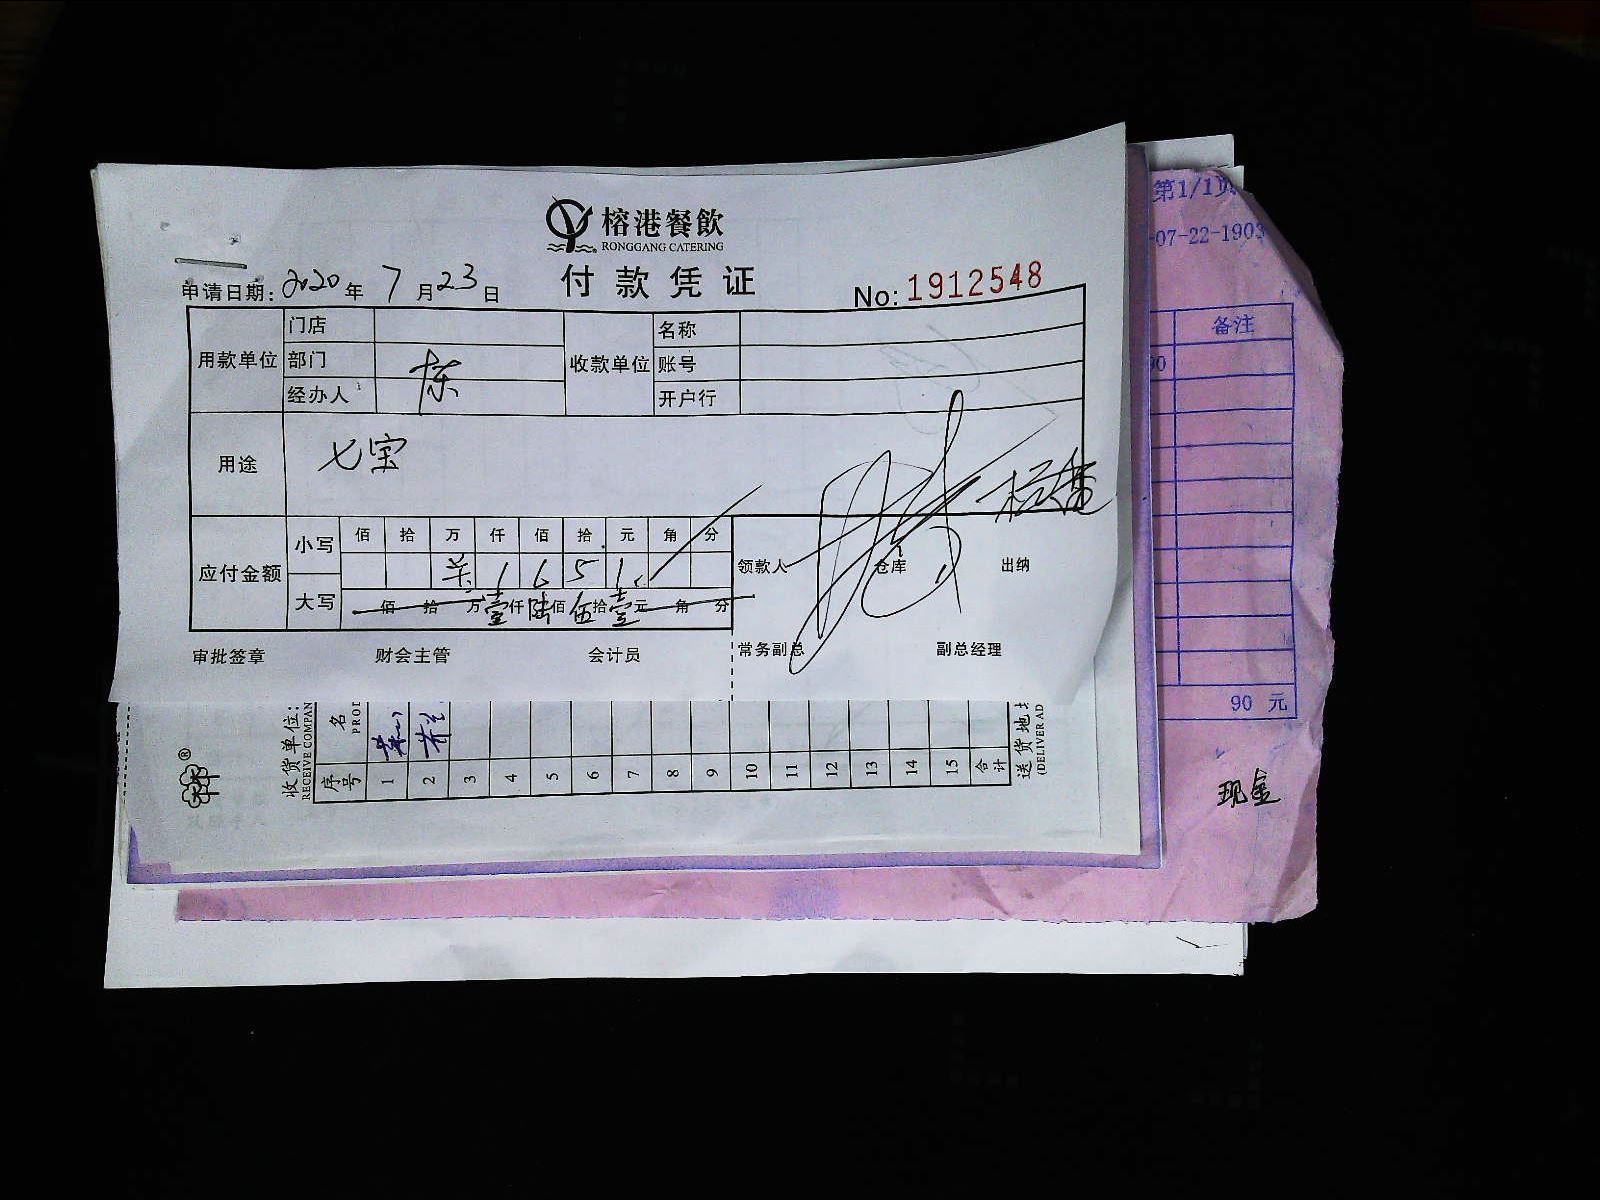 榕港餐飲
RONGGANG CATERING
付款凭证
申请日期: 2020年7月23日
No: 1912548
用款单位 门店 收款单位 名称
部门 账号
经办人 开户行
用途 七宝
应付金额 小写 佰 拾 万 仟 佰 拾 元 角 分
1 6 5 1
大写 佰 拾 万 壹仟 陆佰 伍拾 壹元 角 分
领款人 仓库 出纳
审批签章 财会主管 会计员 常务副总 副总经理
第1/1页
-07-22-1903
备注
90 元
现金
收货单位:
RECEIVE COMPAN
序号 1 2 3 4 5 6 7 8 9 10 11 12 13 14 15 合计
名
PROD
送货地
(DELIVER AD